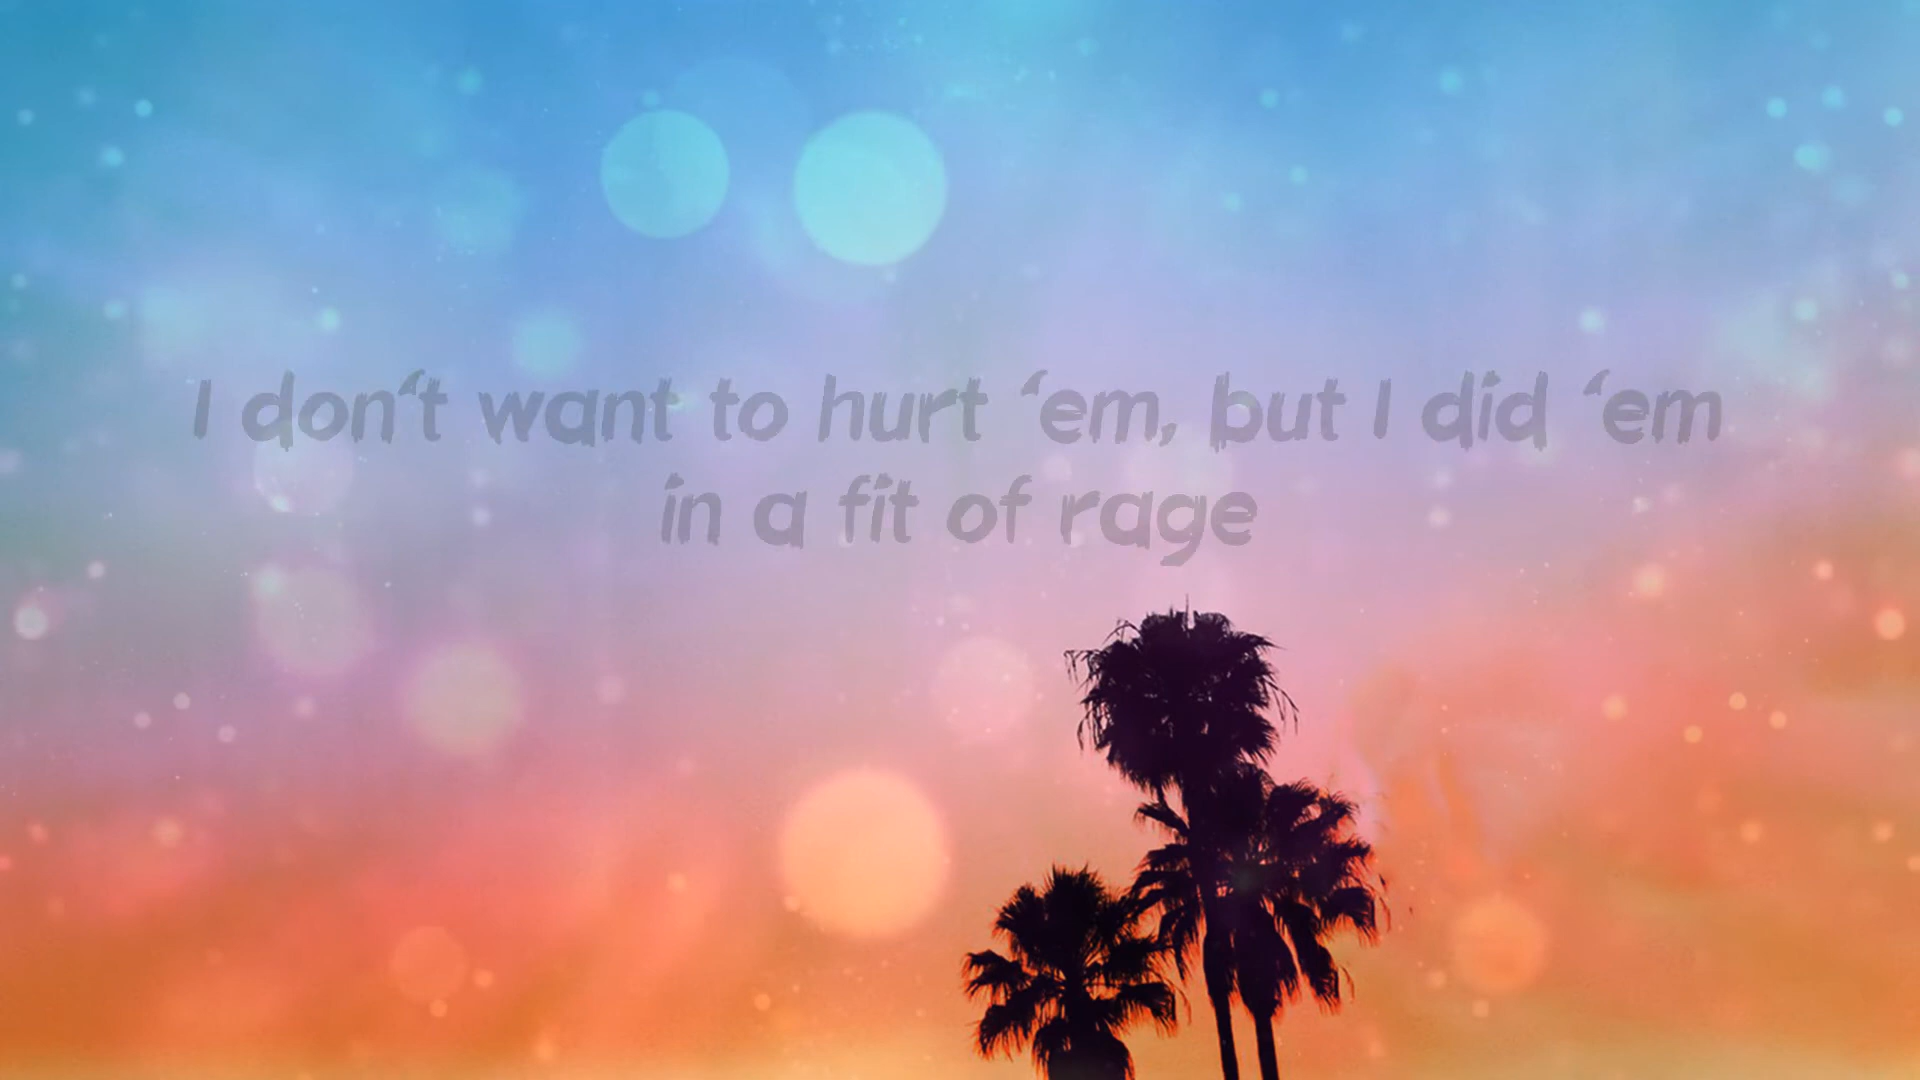 I don‘t want to hurt ‘em, but I did ‘em
in a fit of rage